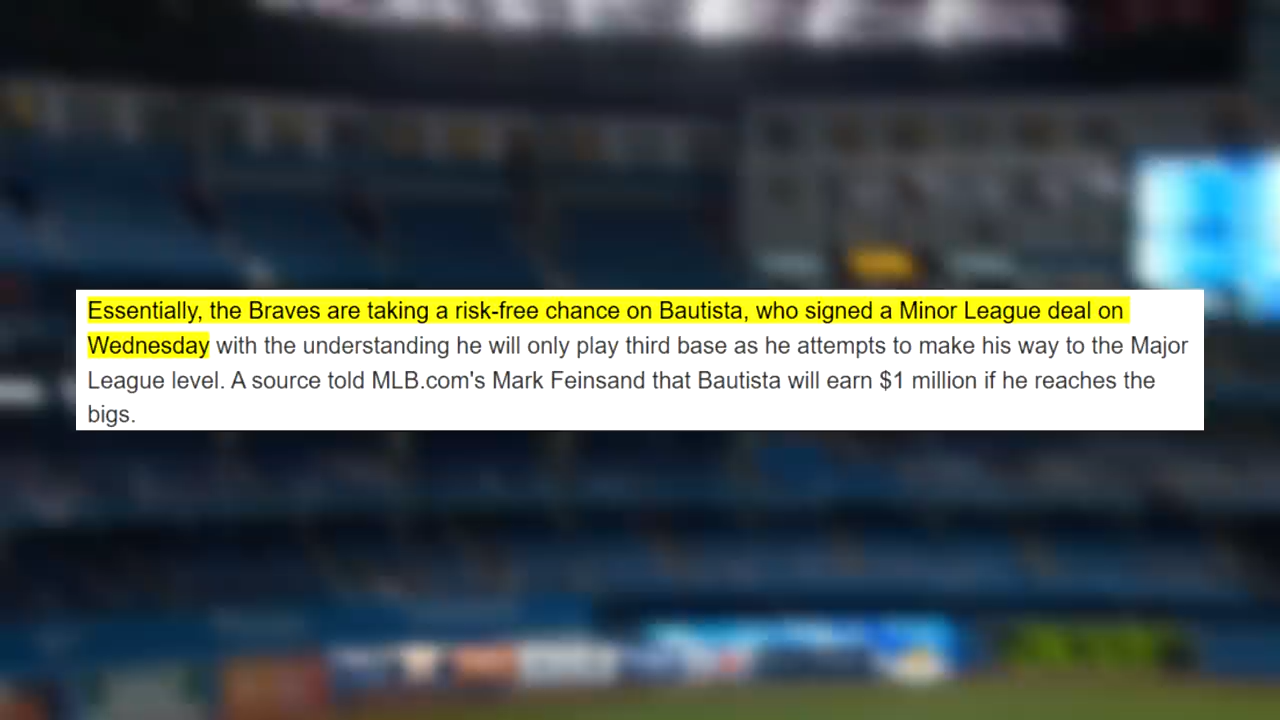 Essentially, the Braves are taking a risk-free chance on Bautista, who signed a Minor League deal on
Wednesday with the understanding he will only play third base as he attempts to make his way to the Major
League level. A source told MLB.com's Mark Feinsand that Bautista will earn $1 million if he reaches the
bigs.